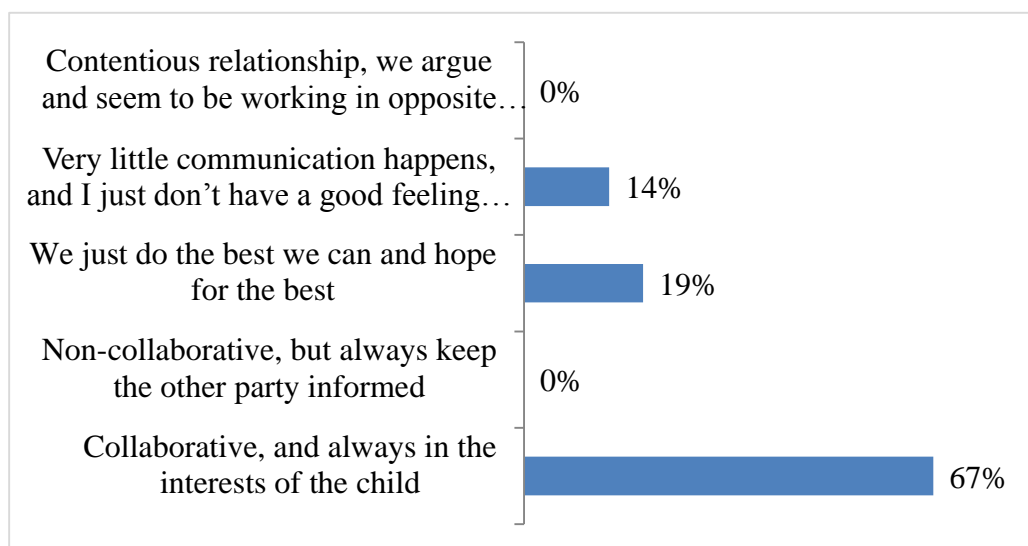 Contentious relationship, we argue
and seem to be working in opposite…
0%
Very little communication happens,
and I just don’t have a good feeling…
14%
We just do the best we can and hope
for the best
19%
Non-collaborative, but always keep
the other party informed
0%
Collaborative, and always in the
interests of the child
67%